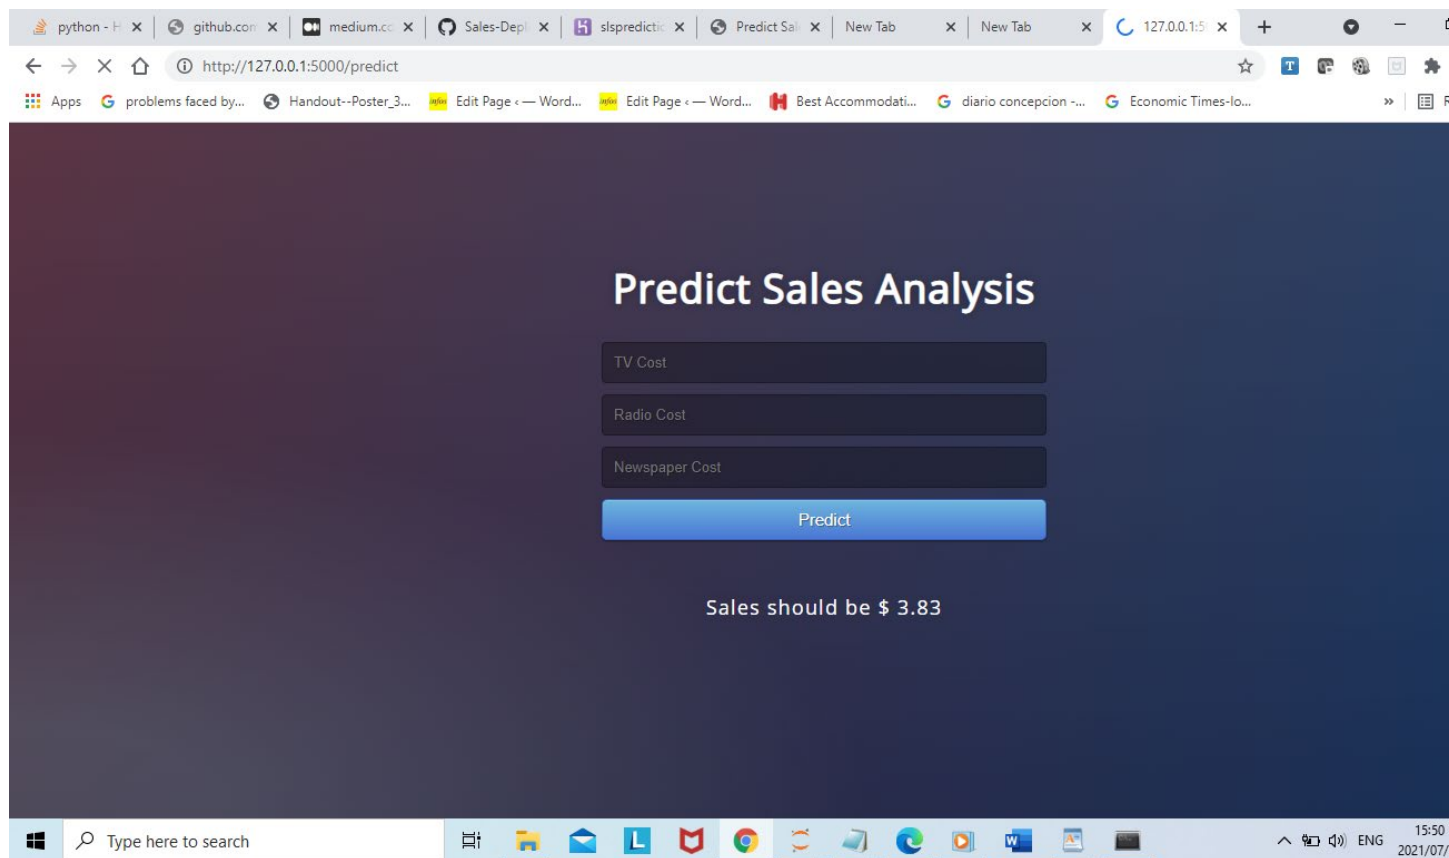 python - H
github.com
medium.cc
Sales-Depl
slspredictic
Predict Sal
New Tab
New Tab
127.0.0.1:5
http://127.0.0.1:5000/predict
Apps
problems faced by...
Handout--Poster_3...
Edit Page ‹ — Word...
Edit Page ‹ — Word...
Best Accommodati...
diario concepcion -...
Economic Times-lo...
»
R
Predict Sales Analysis
TV Cost
Radio Cost
Newspaper Cost
Predict
Sales should be $ 3.83
Type here to search
ENG
15:50
2021/07/